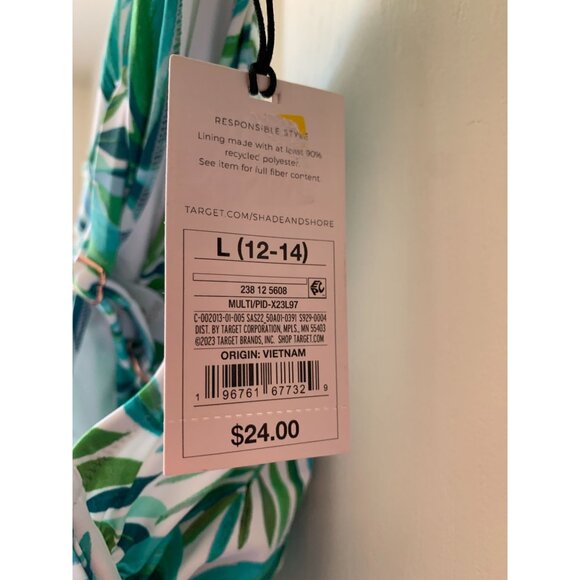 RESPONSIBLE STYLE
Lining made with at least 90%
recycled polyester.
See item for full fiber content.
TARGET.COM/SHADEANDSHORE
L (12-14)
238 12 5608
MULTI/PID-X23L97
C-002013-01-005 SAS22_50A01-0391 S929-0004
DIST. BY TARGET CORPORATION, MPLS., MN 55403
©2023 TARGET BRANDS, INC. SHOP TARGET.COM
ORIGIN: VIETNAM
1 96761 67732 9
$24.00